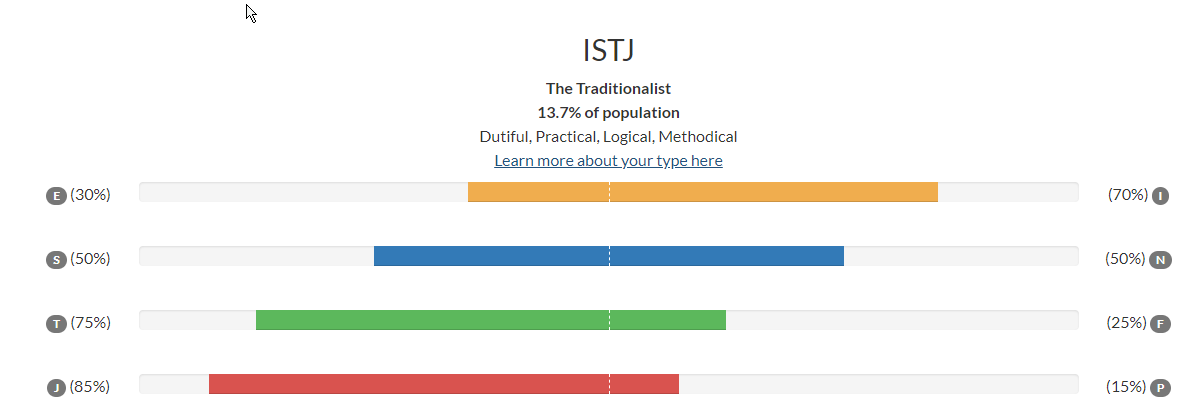 ISTJ
The Traditionalist
13.7% of population
Dutiful, Practical, Logical, Methodical
Learn more about your type here
E (30%) (70%) I
S (50%) (50%) N
T (75%) (25%) F
J (85%) (15%) P